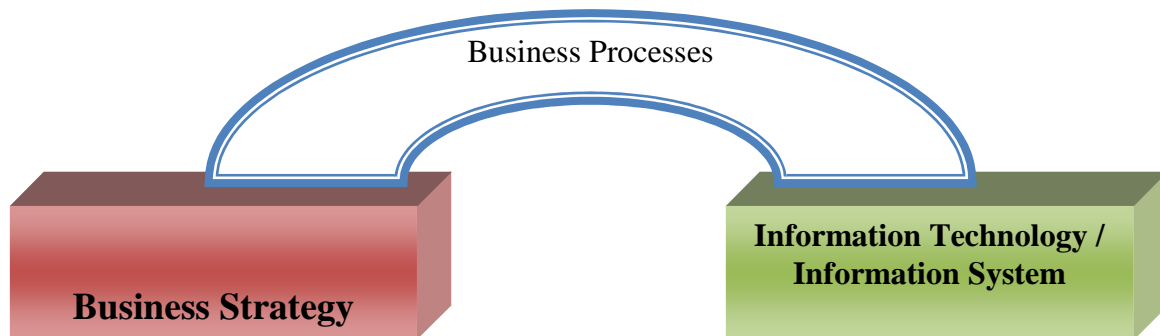 Business Processes
Business Strategy
Information Technology /
Information System